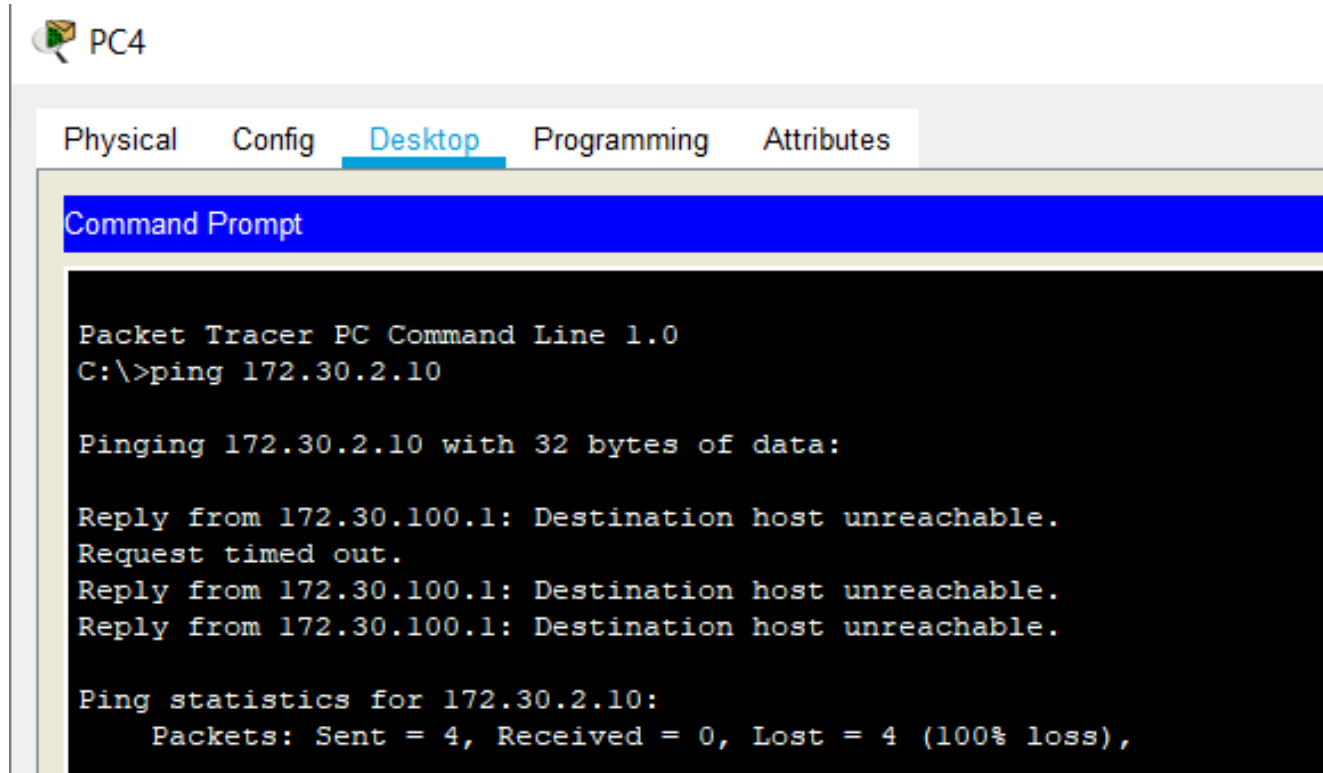 PC4
Physical Config Desktop Programming Attributes
Command Prompt
Packet Tracer PC Command Line 1.0
C:\>ping 172.30.2.10
Pinging 172.30.2.10 with 32 bytes of data:
Reply from 172.30.100.1: Destination host unreachable.
Request timed out.
Reply from 172.30.100.1: Destination host unreachable.
Reply from 172.30.100.1: Destination host unreachable.
Ping statistics for 172.30.2.10:
Packets: Sent = 4, Received = 0, Lost = 4 (100% loss),